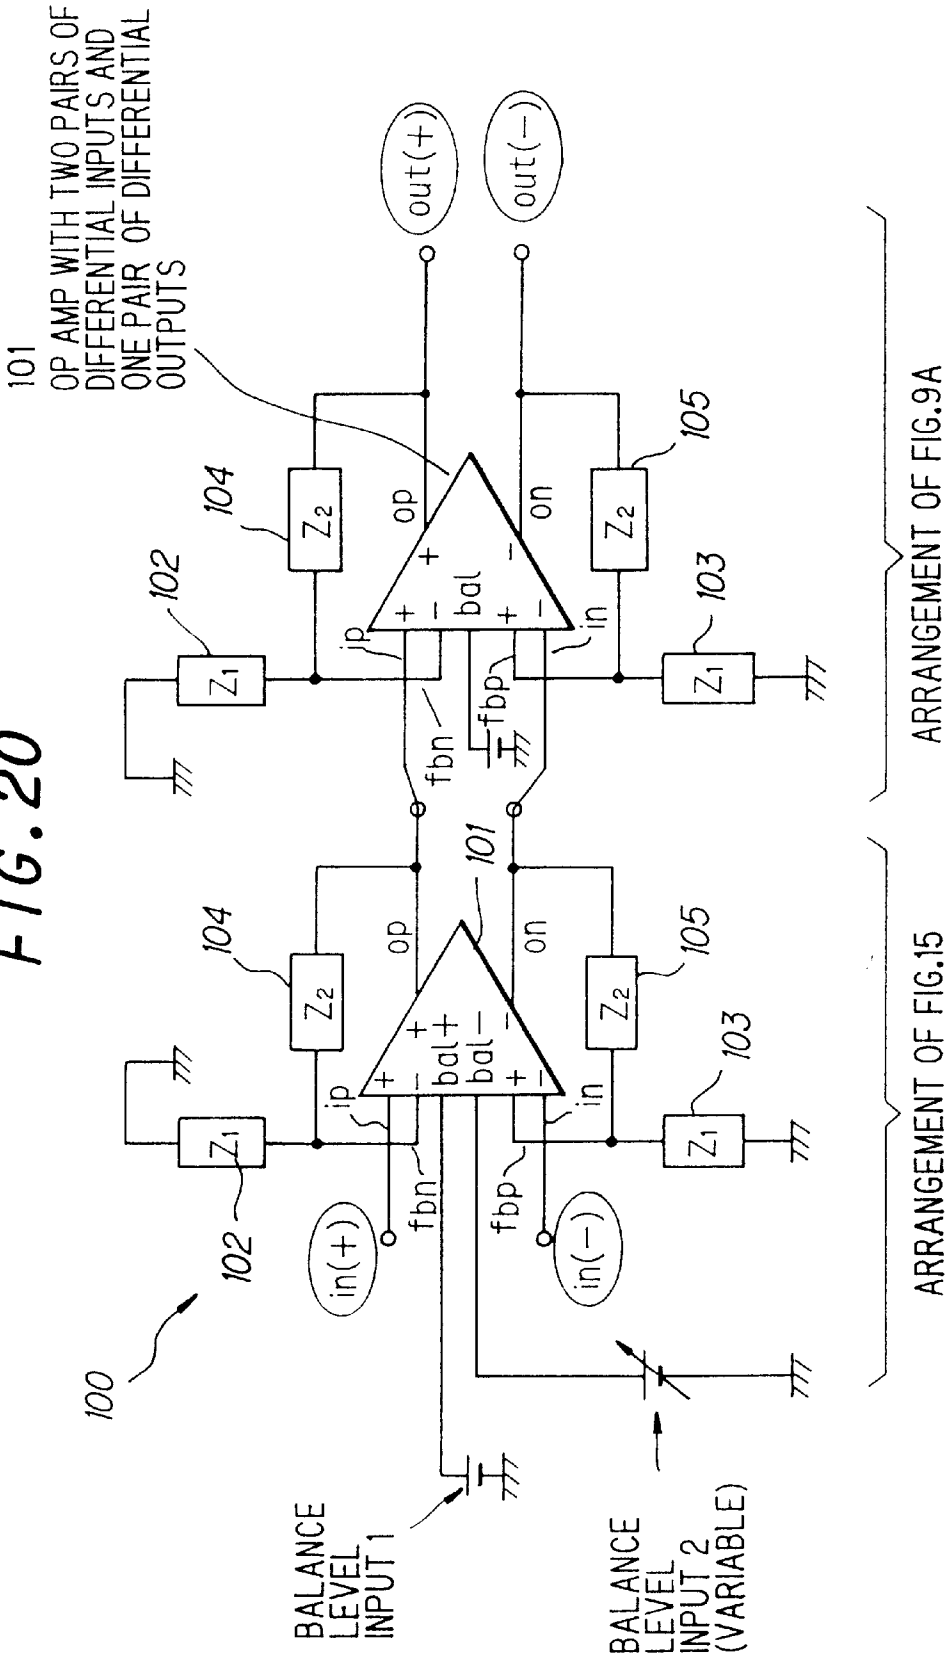 FIG.20
100
101
OP AMP WITH TWO PAIRS OF
DIFFERENTIAL INPUTS AND
ONE PAIR OF DIFFERENTIAL
OUTPUTS
BALANCE
LEVEL
INPUT 1
BALANCE
LEVEL
INPUT 2
(VARIABLE)
in(+)
in(−)
102
Z1
104
Z2
ip
fbn
+
−
bal+
bal−
+
−
fbp
in
+
−
op
on
101
103
Z1
105
Z2
102
Z1
104
Z2
ip
fbn
+
−
bal
+
−
fbp
in
+
−
op
on
103
Z1
105
Z2
out(+)
out(−)
ARRANGEMENT OF FIG.15
ARRANGEMENT OF FIG.9A